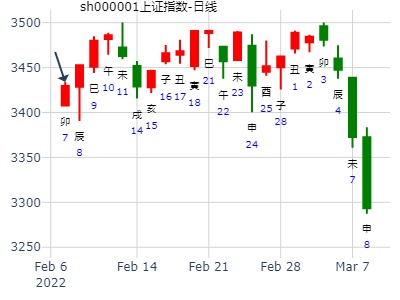 sh000001上证指数-日线
3500
3450
3400
3350
3300
3250
卯
7
辰
8
巳
9
午
10
未
11
戌
14
亥
15
子
16
丑
17
寅
18
巳
21
午
22
未
23
申
24
酉
25
子
28
丑
1
寅
2
卯
3
辰
4
未
7
申
8
Feb 6
2022
Feb 14
Feb 21
Feb 28
Mar 7